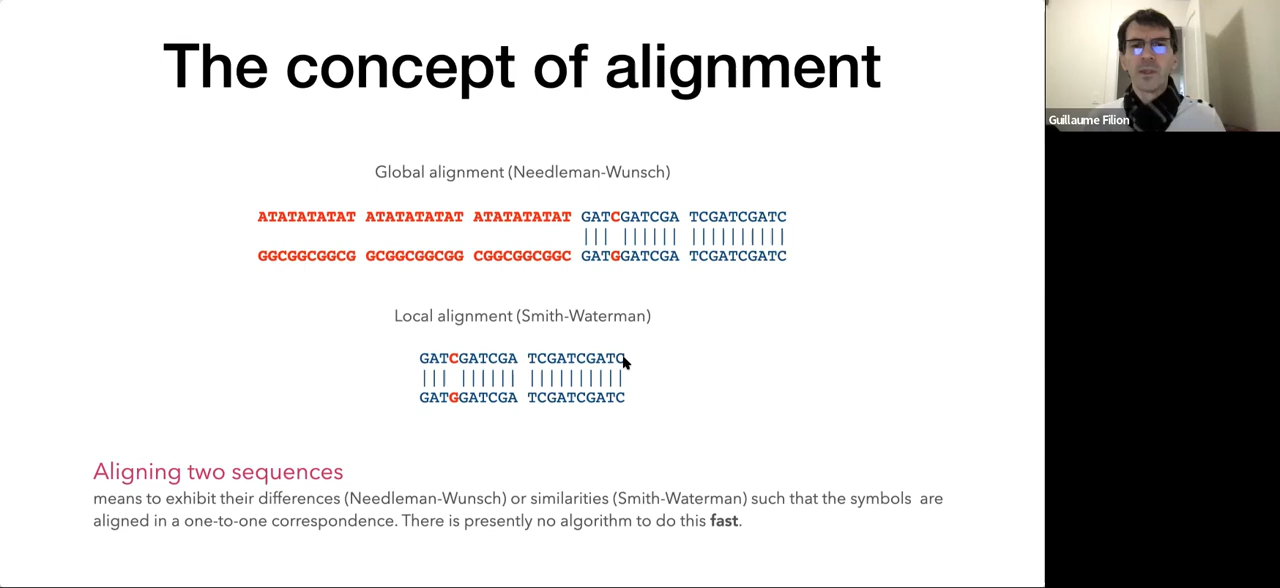 The concept of alignment
Guillaume Filion
Global alignment (Needleman-Wunsch)
ATATATATAT ATATATATAT ATATATATAT GATCGATCGA TCGATCGATC
||| |||||| ||||||||||
GGCGGCGGCG GCGGCGGCGG CGGCGGCGGC GATGGATCGA TCGATCGATC
Local alignment (Smith-Waterman)
GATCGATCGA TCGATCGATC
||| |||||| ||||||||||
GATGGATCGA TCGATCGATC
Aligning two sequences
means to exhibit their differences (Needleman-Wunsch) or similarities (Smith-Waterman) such that the symbols are
aligned in a one-to-one correspondence. There is presently no algorithm to do this fast.